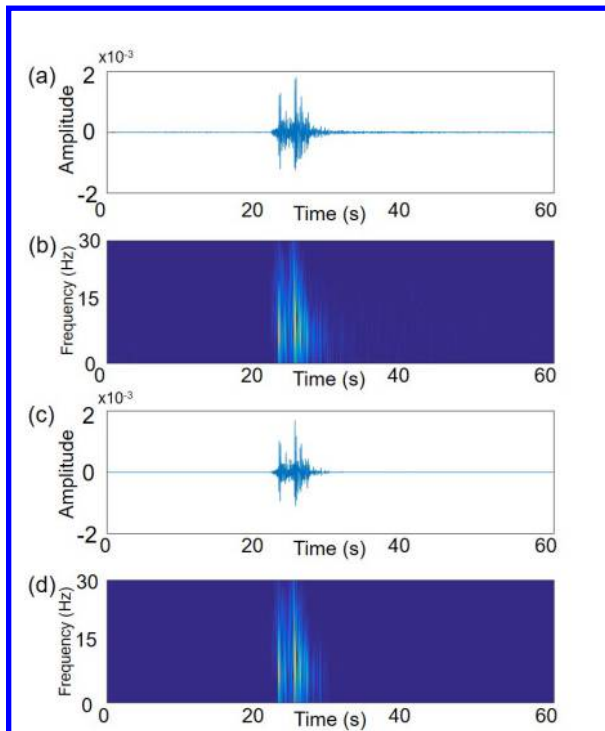 x10-3
(a)
Amplitude
2
0
-2
0 20 Time (s) 40 60
(b)
Frequency (Hz)
30
15
0
0 20 Time (s) 40 60
x10-3
(c)
Amplitude
2
0
-2
0 20 Time (s) 40 60
(d)
Frequency (Hz)
30
15
0
0 20 Time (s) 40 60